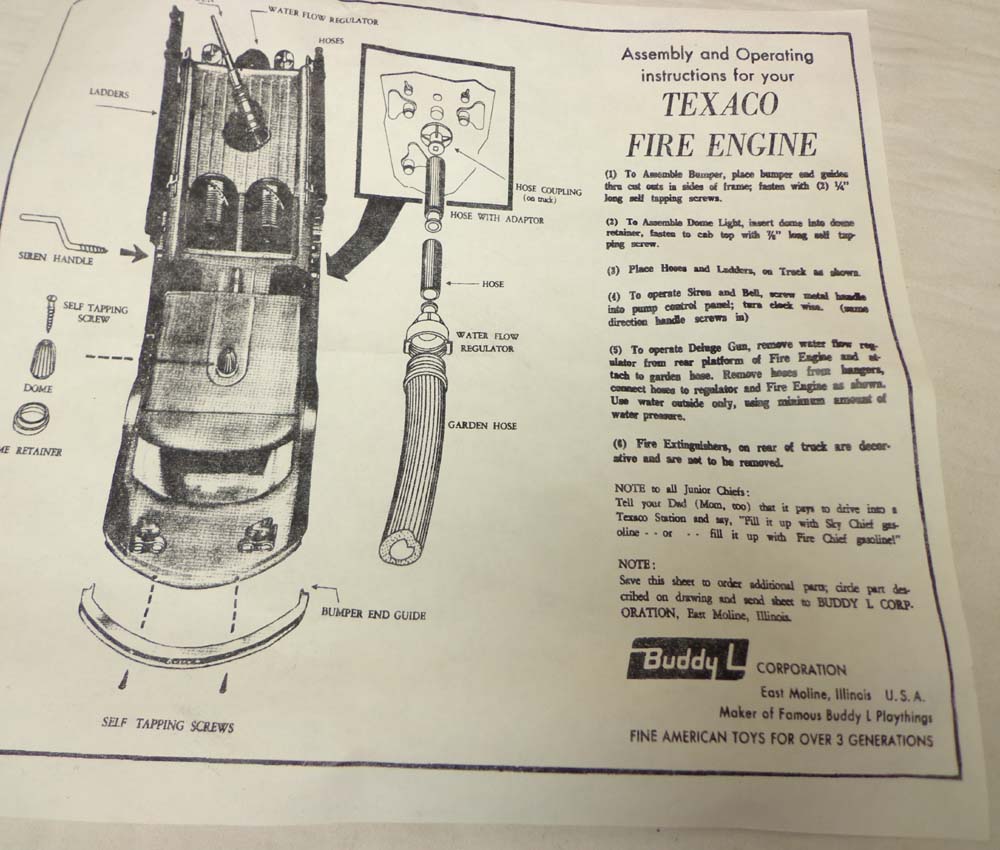 WATER FLOW REGULATOR
HOSES
LADDERS
HOSE COUPLING
(on truck)
HOSE WITH ADAPTOR
SIREN HANDLE
HOSE
SELF TAPPING
SCREW
WATER FLOW
REGULATOR
DOME
GARDEN HOSE
ME RETAINER
BUMPER END GUIDE
SELF TAPPING SCREWS
Assembly and Operating
instructions for your
TEXACO
FIRE ENGINE
(1) To Assemble Bumper, place bumper end guides
thru cut outs in sides of frame; fasten with (2) ¼"
long self tapping screws.
(2) To Assemble Dome Light, insert dome into dome
retainer, fasten to cab top with ⅞" long self tap-
ping screw.
(3) Place Hoses and Ladders, on Truck as shown.
(4) To operate Siren and Bell, screw metal handle
into pump control panel; turn clock wise. (same
direction handle screws in)
(5) To operate Deluge Gun, remove water flow reg-
ulator from rear platform of Fire Engine and at-
tach to garden hose. Remove hoses from hangers,
connect hoses to regulator and Fire Engine as shown.
Use water outside only, using minimum amount of
water pressure.
(6) Fire Extinguishers, on rear of truck are decor-
ative and are not to be removed.
NOTE to all Junior Chiefs:
Tell your Dad (Mom, too) that it pays to drive into a
Texaco Station and say, "Fill it up with Sky Chief gas-
oline - - or - - fill it up with Fire Chief gasoline!"
NOTE:
Save this sheet to order additional parts, circle part des-
cribed on drawing and send sheet to BUDDY L CORP-
ORATION, East Moline, Illinois.
Buddy L CORPORATION
East Moline, Illinois U. S. A.
Maker of Famous Buddy L Playthings
FINE AMERICAN TOYS FOR OVER 3 GENERATIONS